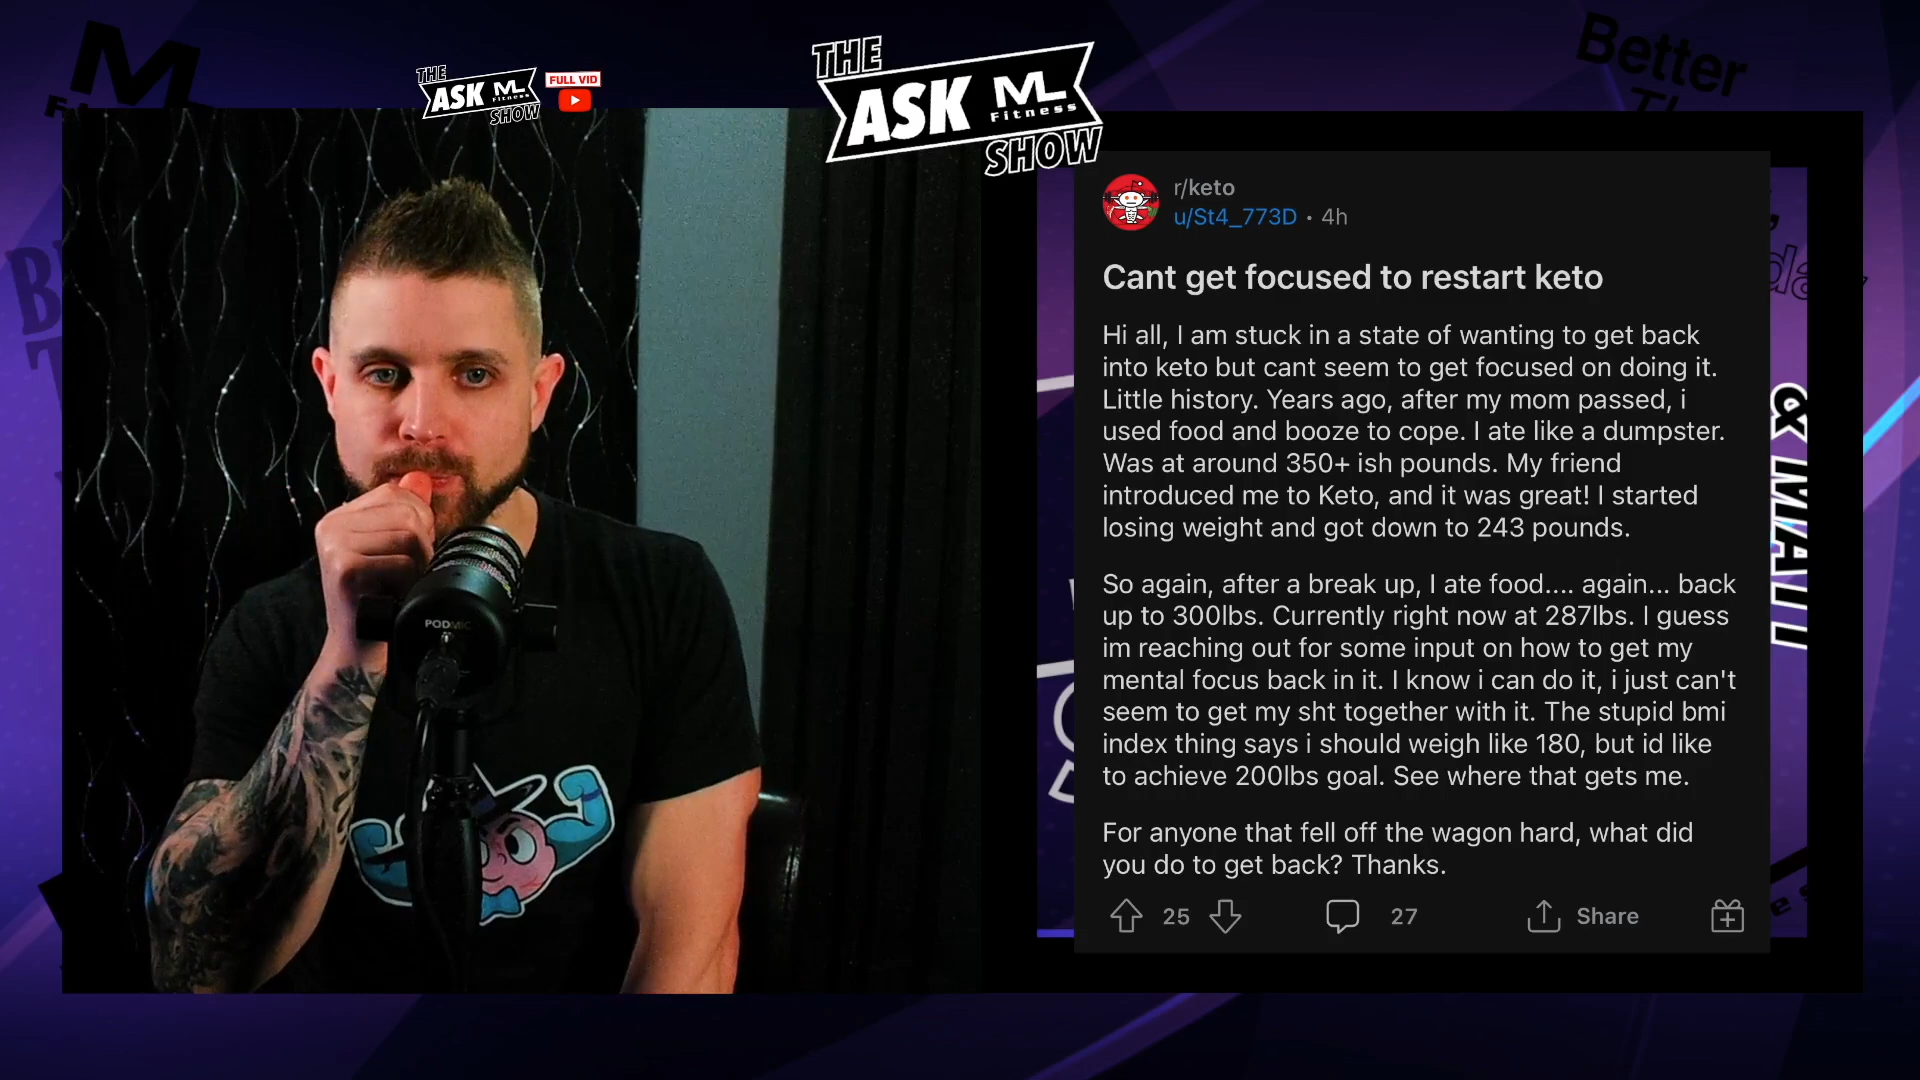 THE
ASK ML
Fitness
SHOW
FULL VID
THE
ASK ML
Fitness
SHOW
Better
r/keto
u/St4_773D • 4h
Cant get focused to restart keto
Hi all, I am stuck in a state of wanting to get back
into keto but cant seem to get focused on doing it.
Little history. Years ago, after my mom passed, i
used food and booze to cope. I ate like a dumpster.
Was at around 350+ ish pounds. My friend
introduced me to Keto, and it was great! I started
losing weight and got down to 243 pounds.
So again, after a break up, I ate food.... again... back
up to 300lbs. Currently right now at 287lbs. I guess
im reaching out for some input on how to get my
mental focus back in it. I know i can do it, i just can't
seem to get my sht together with it. The stupid bmi
index thing says i should weigh like 180, but id like
to achieve 200lbs goal. See where that gets me.
For anyone that fell off the wagon hard, what did
you do to get back? Thanks.
25 27 Share
& MATT
PODMIC